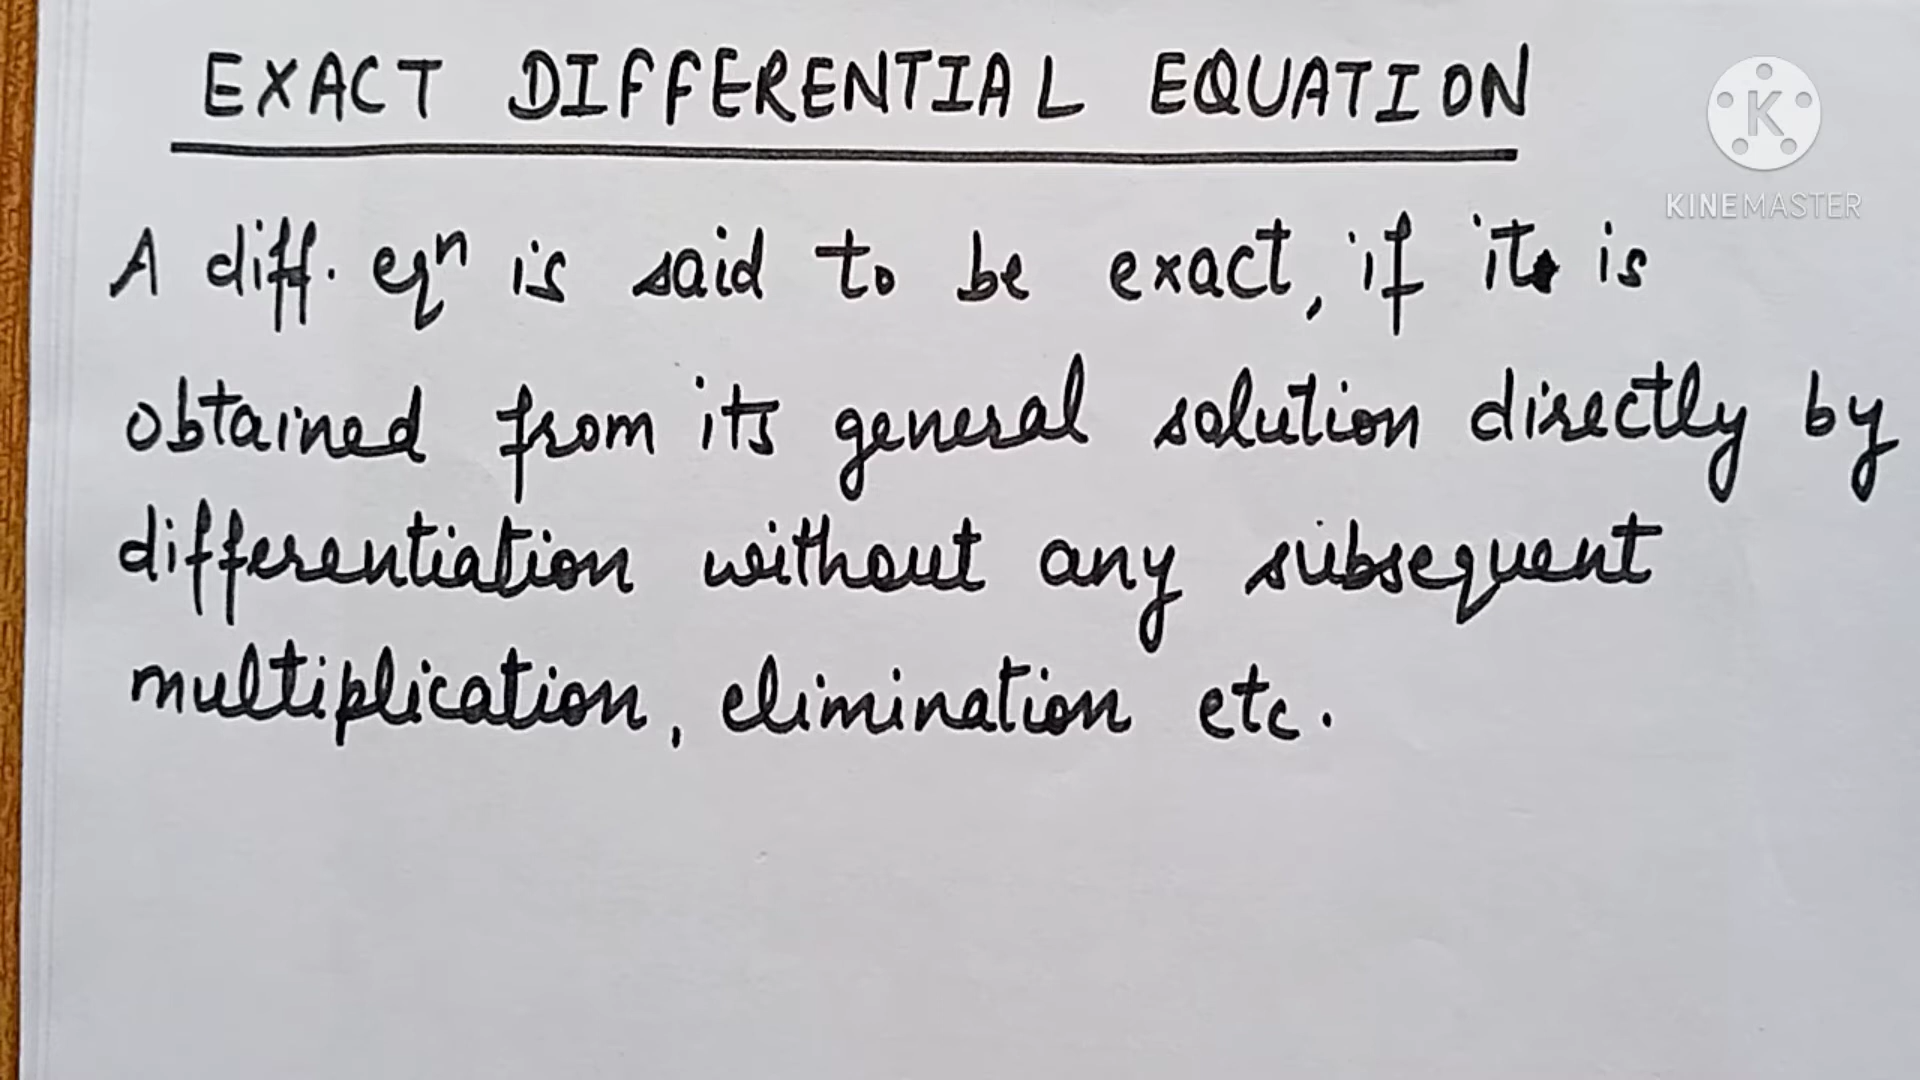 EXACT DIFFERENTIAL EQUATION
K
KINEMASTER
A diff. eqⁿ is said to be exact, if it is
obtained from its general solution directly by
differentiation without any subsequent
multiplication, elimination etc.